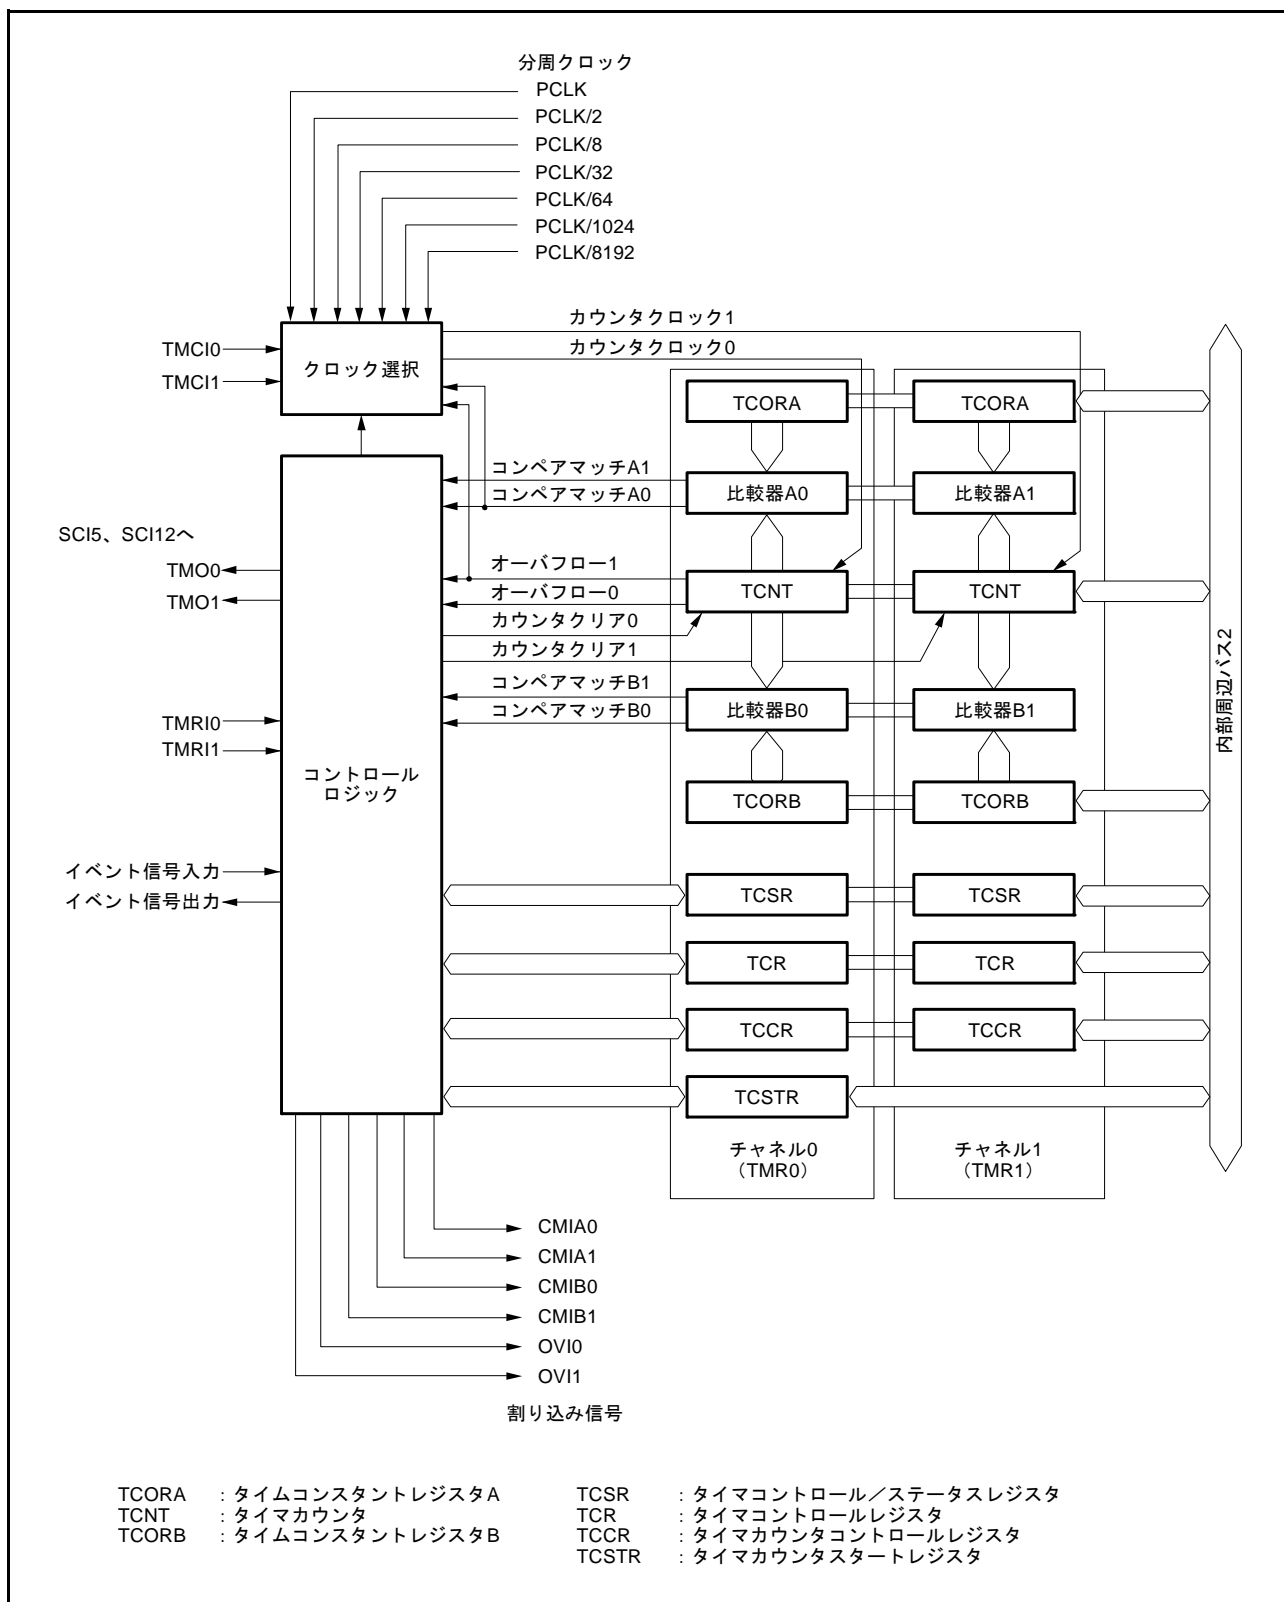 分周クロック
PCLK
PCLK/2
PCLK/8
PCLK/32
PCLK/64
PCLK/1024
PCLK/8192
カウンタクロック1
カウンタクロック0
TMCI0
TMCI1
クロック選択
TCORA
TCORA
コンペアマッチA1
コンペアマッチA0
比較器A0
比較器A1
SCI5、SCI12へ
TMO0
TMO1
オーバフロー1
オーバフロー0
カウンタクリア0
カウンタクリア1
TCNT
TCNT
コンペアマッチB1
コンペアマッチB0
比較器B0
比較器B1
TMRI0
TMRI1
コントロール
ロジック
TCORB
TCORB
内部周辺バス2
イベント信号入力
イベント信号出力
TCSR
TCSR
TCR
TCR
TCCR
TCCR
TCSTR
チャネル0
（TMR0）
チャネル1
（TMR1）
CMIA0
CMIA1
CMIB0
CMIB1
OVI0
OVI1
割り込み信号
TCORA : タイムコンスタントレジスタA
TCNT : タイマカウンタ
TCORB : タイムコンスタントレジスタB
TCSR : タイマコントロール／ステータスレジスタ
TCR : タイマコントロールレジスタ
TCCR : タイマカウンタコントロールレジスタ
TCSTR : タイマカウンタスタートレジスタ